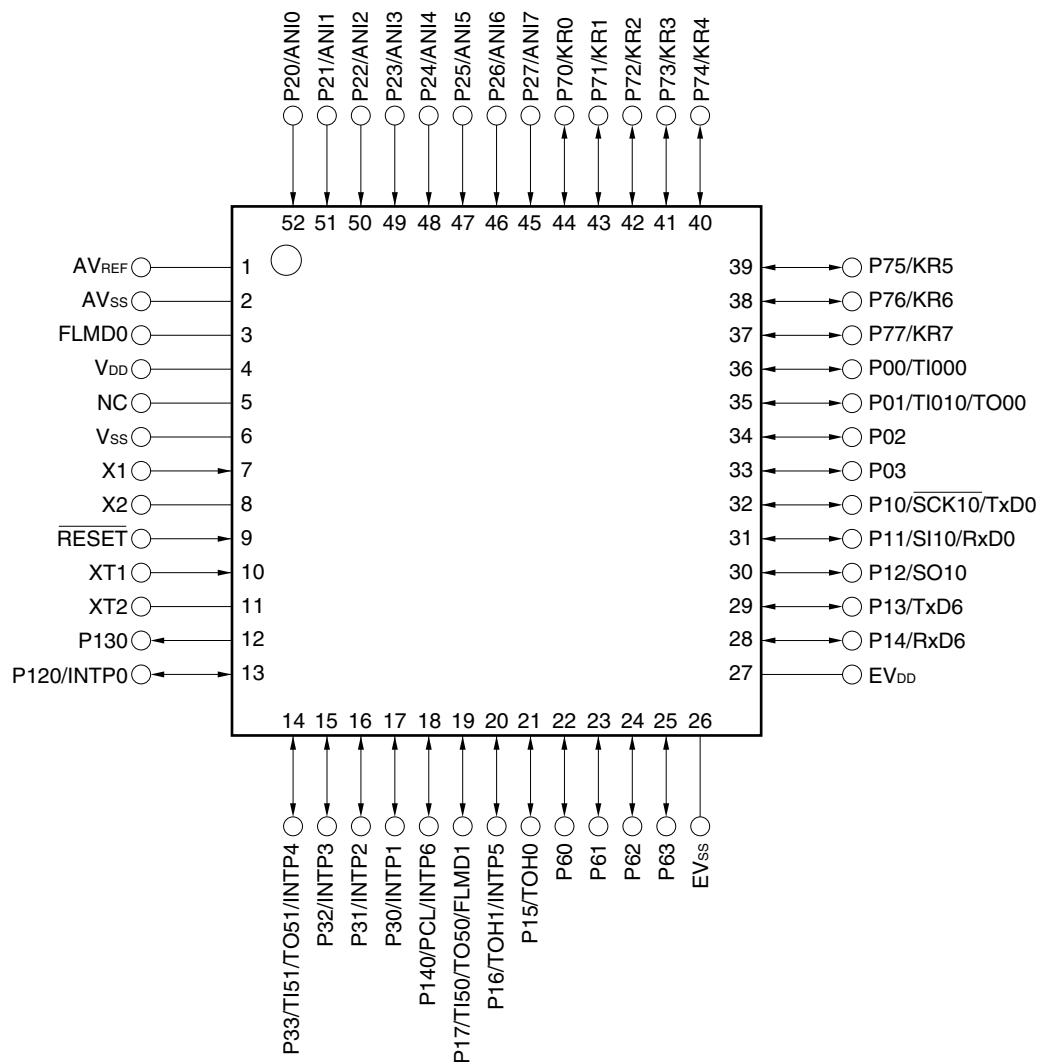 P20/ANI0
P21/ANI1
P22/ANI2
P23/ANI3
P24/ANI4
P25/ANI5
P26/ANI6
P27/ANI7
P70/KR0
P71/KR1
P72/KR2
P73/KR3
P74/KR4
52 51 50 49 48 47 46 45 44 43 42 41 40
AVREF 1 39 P75/KR5
AVSS 2 38 P76/KR6
FLMD0 3 37 P77/KR7
VDD 4 36 P00/TI000
NC 5 35 P01/TI010/TO00
VSS 6 34 P02
X1 7 33 P03
X2 8 32 P10/SCK10/TxD0
RESET 9 31 P11/SI10/RxD0
XT1 10 30 P12/SO10
XT2 11 29 P13/TxD6
P130 12 28 P14/RxD6
P120/INTP0 13 27 EVDD
14 15 16 17 18 19 20 21 22 23 24 25 26
P33/TI51/TO51/INTP4
P32/INTP3
P31/INTP2
P30/INTP1
P140/PCL/INTP6
P17/TI50/TO50/FLMD1
P16/TOH1/INTP5
P15/TOH0
P60
P61
P62
P63
EVSS